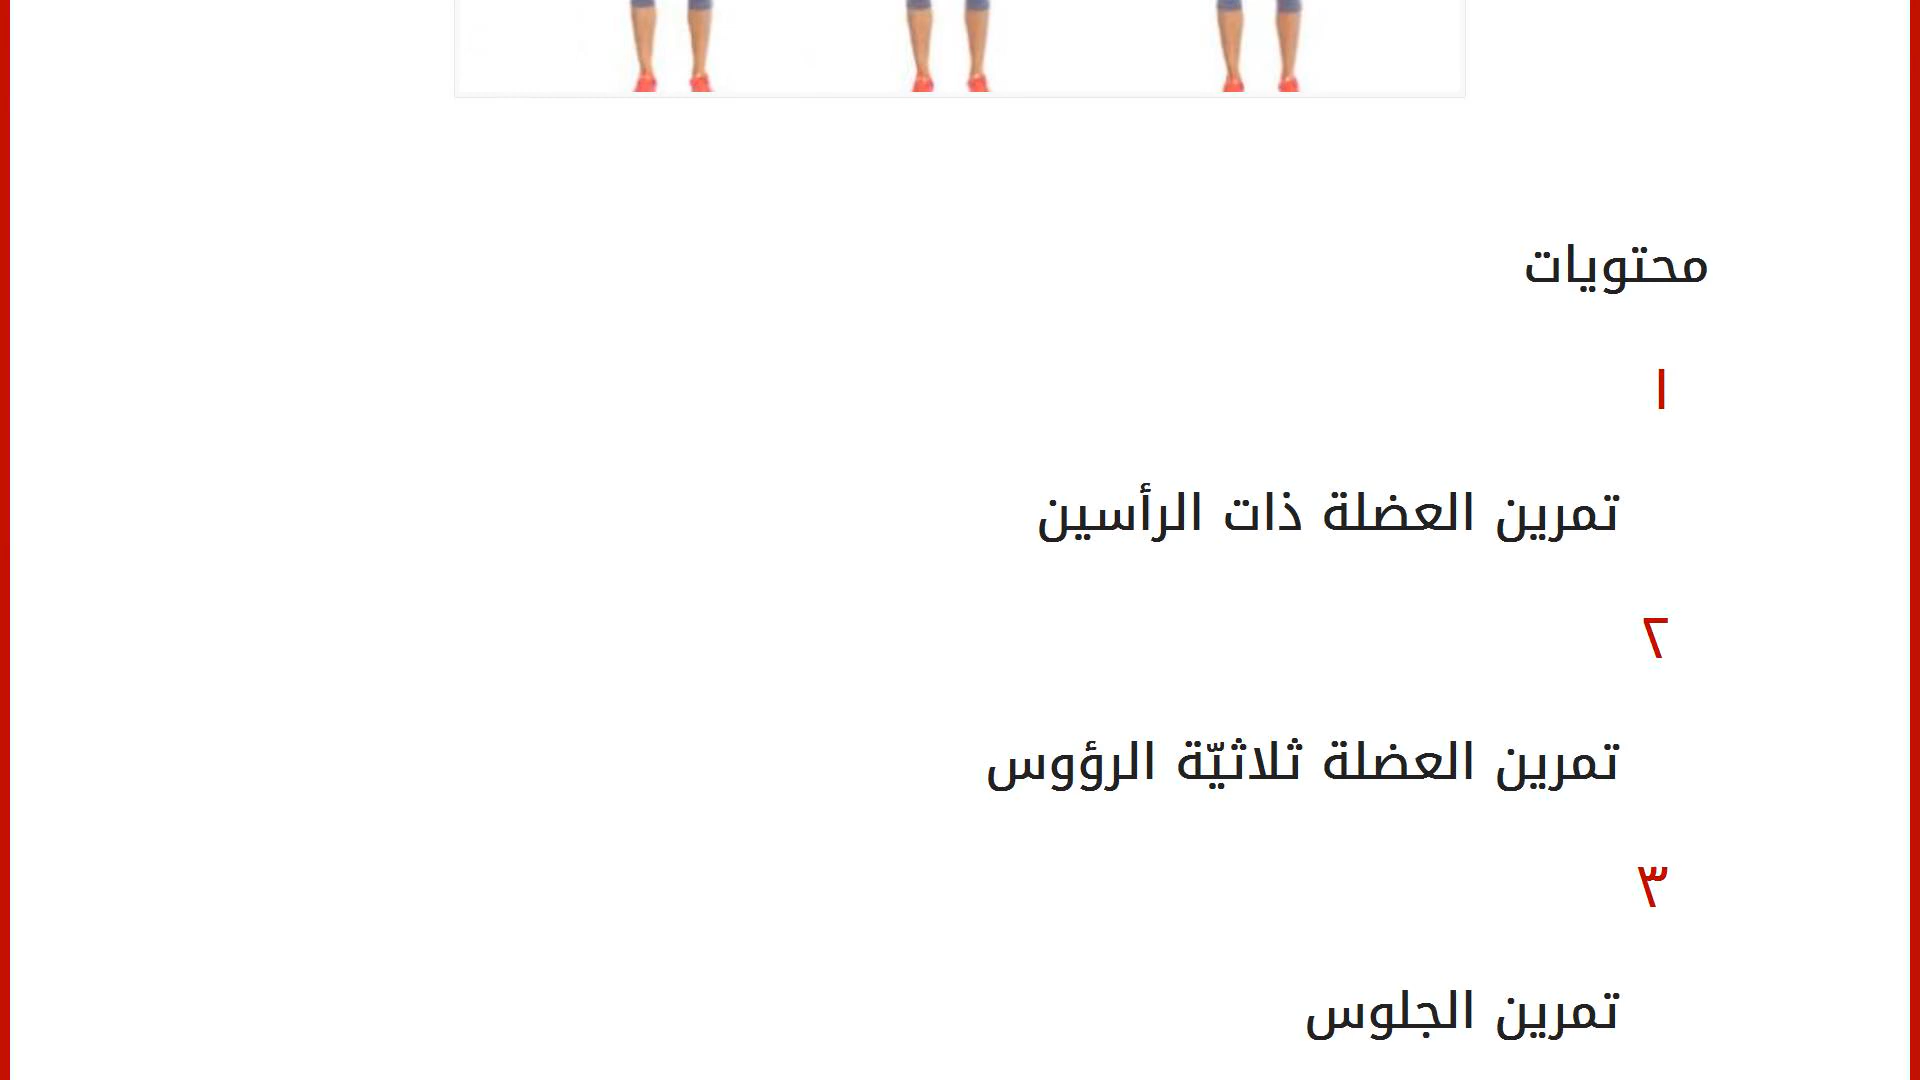 محتويات
١
تمرين العضلة ذات الرأسين
٢
تمرين العضلة ثلاثيّة الرؤوس
٣
تمرين الجلوس